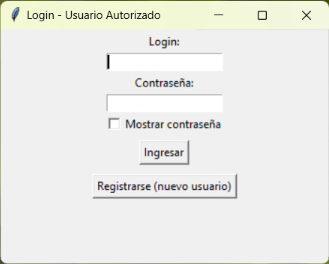 Login - Usuario Autorizado
Login:
Contraseña:
Mostrar contraseña
Ingresar
Registrarse (nuevo usuario)